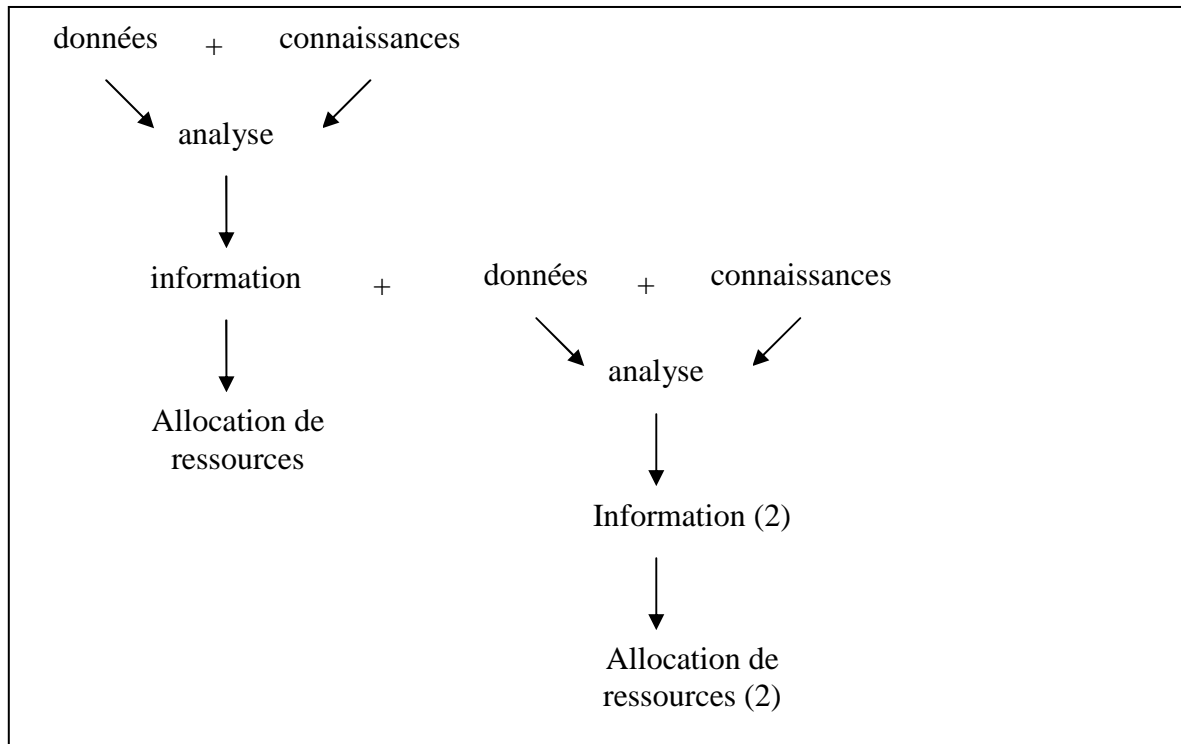 données + connaissances
analyse
information + données + connaissances
analyse
Allocation de
ressources
Information (2)
Allocation de
ressources (2)